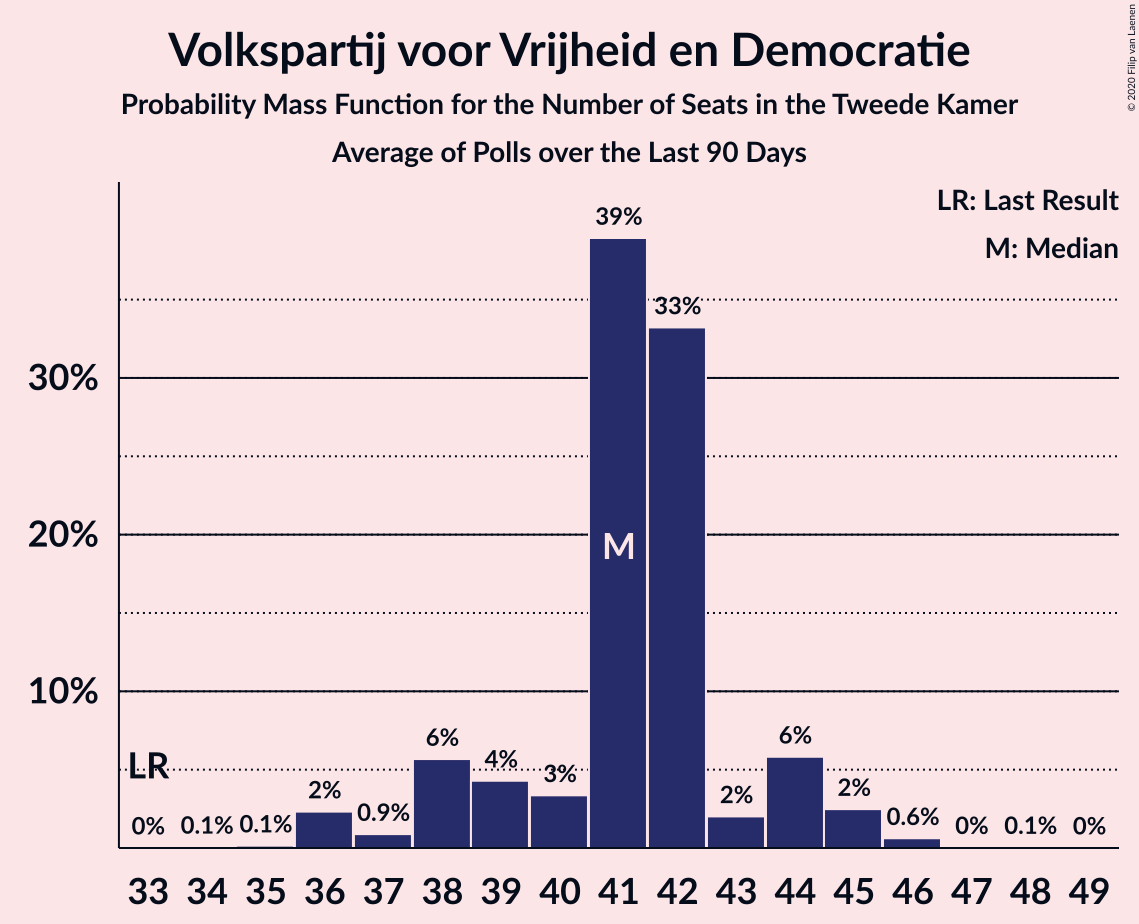 Volkspartij voor Vrijheid en Democratie
Probability Mass Function for the Number of Seats in the Tweede Kamer
Average of Polls over the Last 90 Days
© 2020 Filip van Laenen
LR: Last Result
M: Median
39%
33%
30%
20%
M
10%
LR
0% 0.1% 0.1% 2% 0.9% 6% 4% 3% 2% 6% 2% 0.6% 0% 0.1% 0%
33 34 35 36 37 38 39 40 41 42 43 44 45 46 47 48 49